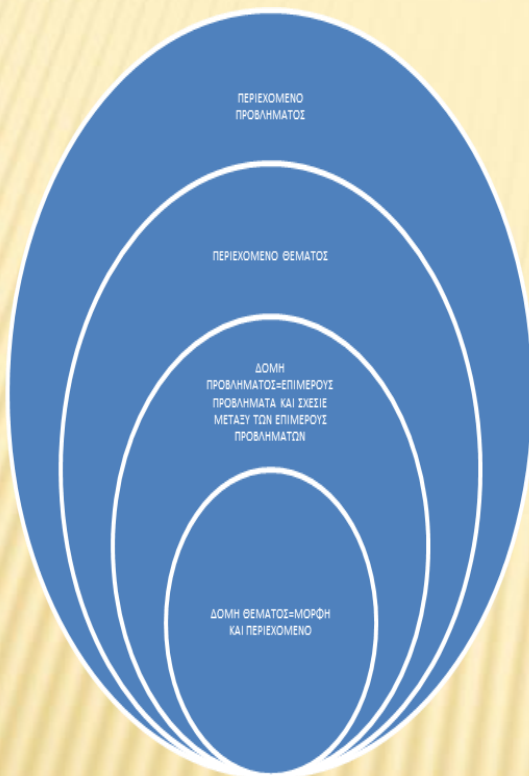 ΠΕΡΙΕΧΟΜΕΝΟ
ΠΡΟΒΛΗΜΑΤΟΣ
ΠΕΡΙΕΧΟΜΕΝΟ ΘΕΜΑΤΟΣ
ΔΟΜΗ
ΠΡΟΒΛΗΜΑΤΟΣ=ΕΠΙΜΕΡΟΥΣ
ΠΡΟΒΛΗΜΑΤΑ ΚΑΙ ΣΧΕΣΙΕ
ΜΕΤΑΞΥ ΤΩΝ ΕΠΙΜΕΡΟΥΣ
ΠΡΟΒΛΗΜΑΤΩΝ
ΔΟΜΗ ΘΕΜΑΤΟΣ=ΜΟΡΦΗ
ΚΑΙ ΠΕΡΙΕΧΟΜΕΝΟ